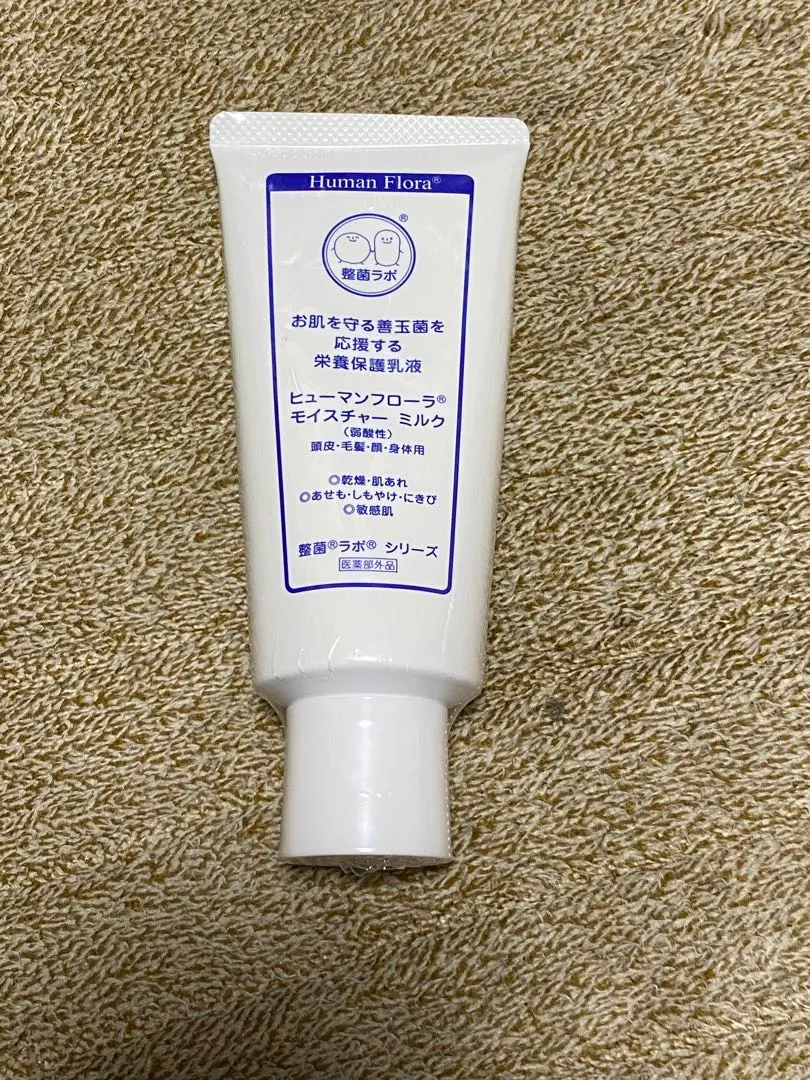 Human Flora®
®
整菌ラボ
お肌を守る善玉菌を
応援する
栄養保護乳液
ヒューマンフローラ®
モイスチャー ミルク
(弱酸性)
頭皮・毛髪・顔・身体用
◎乾燥・肌あれ
◎あせも・しもやけ・にきび
◎敏感肌
整菌®ラボ® シリーズ
医薬部外品